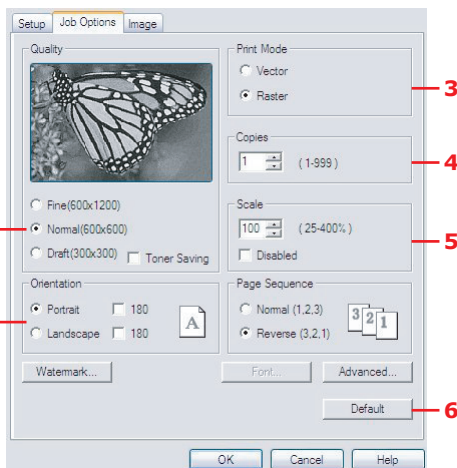 Setup Job Options Image
Quality
Fine(600x1200)
Normal(600x600)
Draft(300x300) Toner Saving
Orientation
Portrait 180
Landscape 180
A
Print Mode
Vector
Raster
3
Copies
1 (1-999)
4
Scale
100 (25-400%)
Disabled
5
Page Sequence
Normal (1,2,3)
Reverse (3,2,1)
3 2 1
Watemark... Font... Advanced...
Default
6
OK Cancel Help